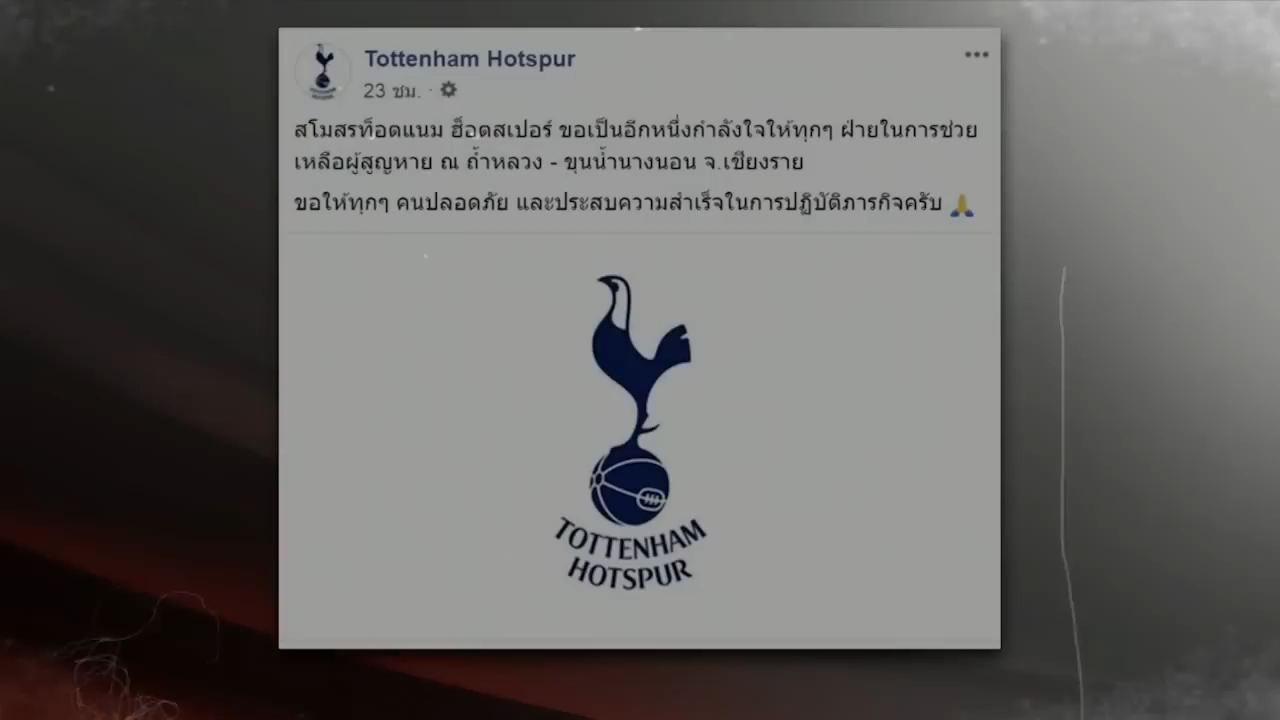 Tottenham Hotspur
23 ชม. ·
สโมสรท็อตแนม ฮ็อตสเปอร์ ขอเป็นอีกหนึ่งกำลังใจให้ทุกๆ ฝ่ายในการช่วย
เหลือผู้สูญหาย ณ ถ้ำหลวง - ขุนน้ำนางนอน จ.เชียงราย
ขอให้ทุกๆ คนปลอดภัย และประสบความสำเร็จในการปฏิบัติภารกิจครับ 🙏
TOTTENHAM
HOTSPUR